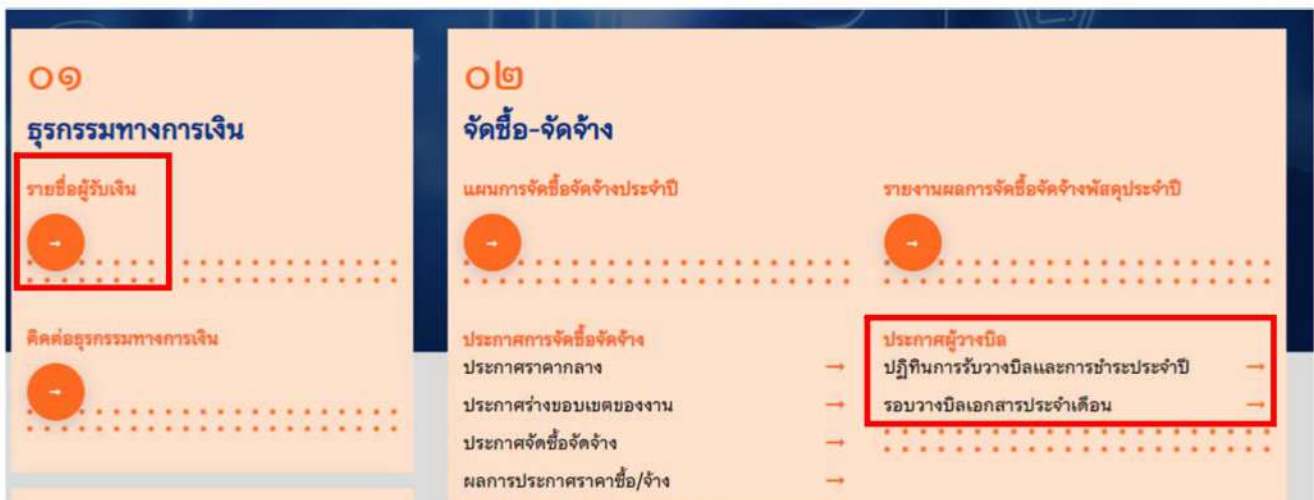 ๐๑
ธุรกรรมทางการเงิน
รายชื่อผู้รับเงิน
→
ติดต่อธุรกรรมทางการเงิน
→
๐๒
จัดซื้อ-จัดจ้าง
แผนการจัดซื้อจัดจ้างประจำปี
→
รายงานผลการจัดซื้อจัดจ้างพัสดุประจำปี
→
ประกาศการจัดซื้อจัดจ้าง
ประกาศราคากลาง →
ประกาศร่างขอบเขตของงาน →
ประกาศจัดซื้อจัดจ้าง →
ผลการประกาศราคาซื้อ/จ้าง →
ประกาศผู้วางบิล
ปฏิทินการรับวางบิลและการชำระประจำปี →
รอบวางบิลเอกสารประจำเดือน →